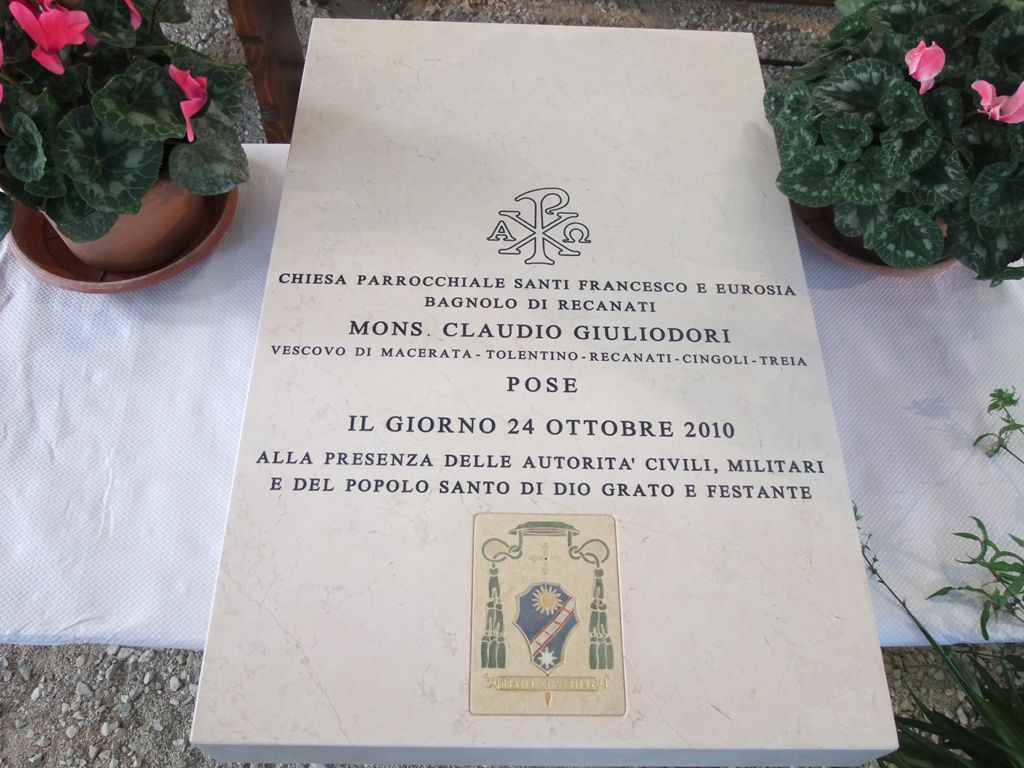 Α Ω
CHIESA PARROCCHIALE SANTI FRANCESCO E EUROSIA
BAGNOLO DI RECANATI
MONS. CLAUDIO GIULIODORI
VESCOVO DI MACERATA - TOLENTINO - RECANATI - CINGOLI - TREIA
POSE
IL GIORNO 24 OTTOBRE 2010
ALLA PRESENZA DELLE AUTORITA' CIVILI, MILITARI
E DEL POPOLO SANTO DI DIO GRATO E FESTANTE